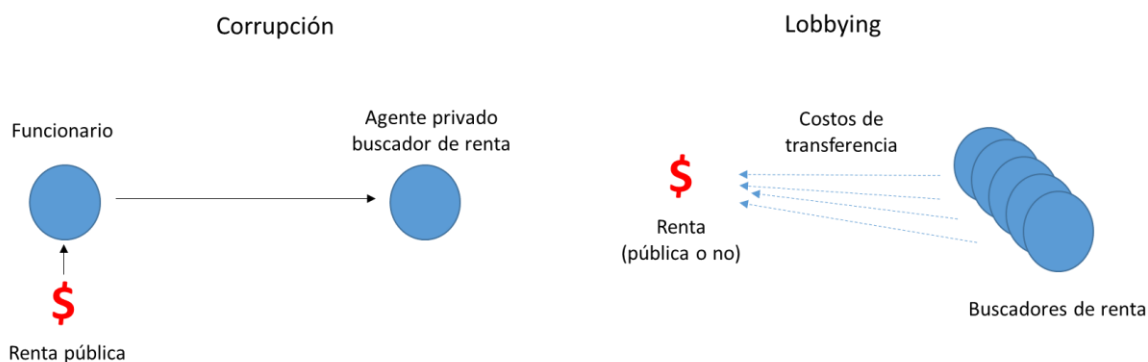 Corrupción
Funcionario
Agente privado
buscador de renta
$
Renta pública
Lobbying
Costos de
transferencia
$
Renta
(pública o no)
Buscadores de renta